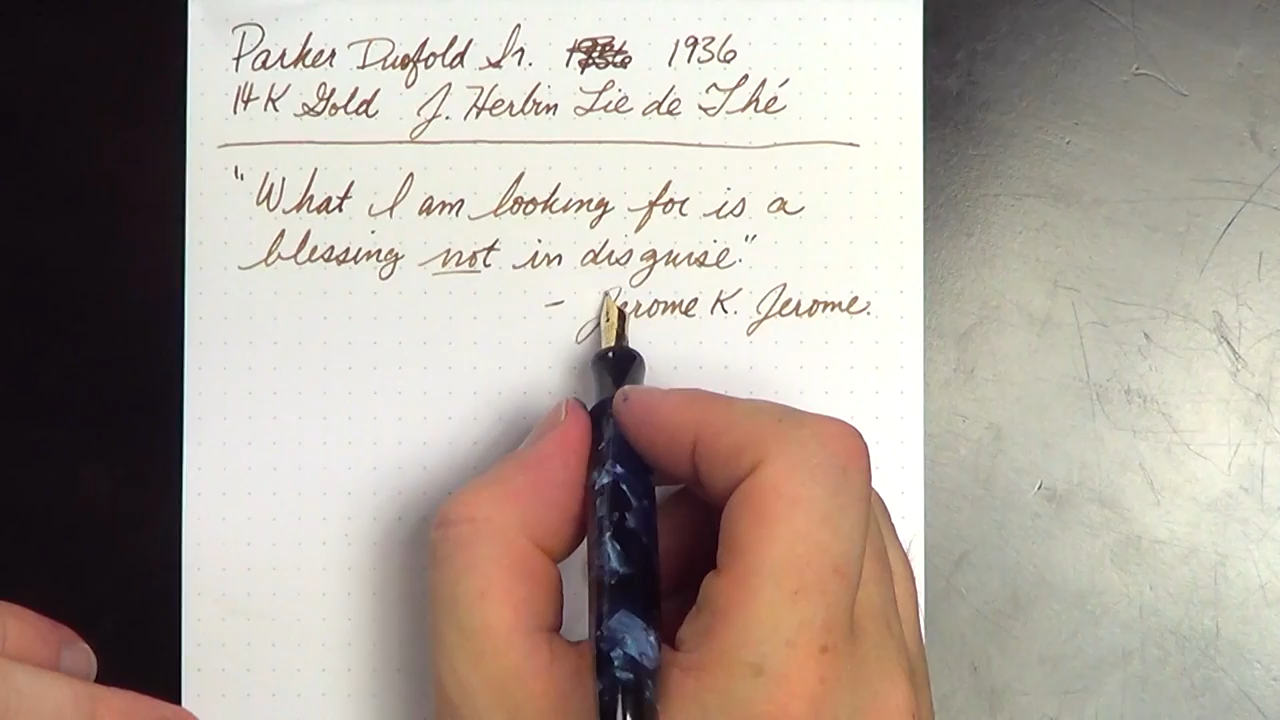 Parker Duofold Sr. 1936
14K Gold J. Herbin Lie de Thé
"What I am looking for is a
blessing not in disguise."
- Jerome K. Jerome.